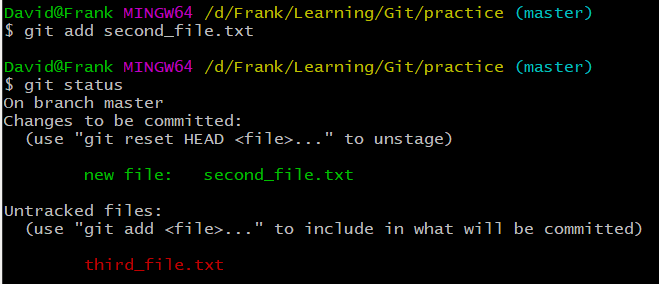 David@Frank MINGW64 /d/Frank/Learning/Git/practice (master)
$ git add second_file.txt
David@Frank MINGW64 /d/Frank/Learning/Git/practice (master)
$ git status
On branch master
Changes to be committed:
(use "git reset HEAD <file>..." to unstage)
new file:   second_file.txt
Untracked files:
(use "git add <file>..." to include in what will be committed)
third_file.txt